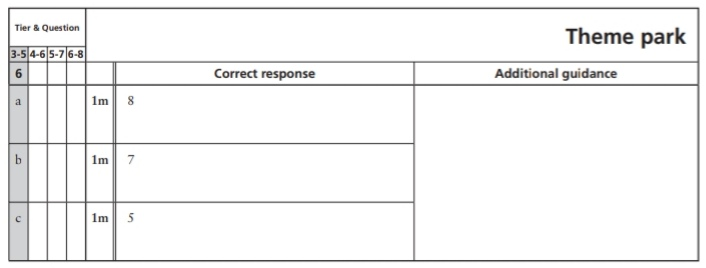 Tier & Question
Theme park
3-5 4-6 5-7 6-8
6 Correct response Additional guidance
a 1m 8
b 1m 7
c 1m 5